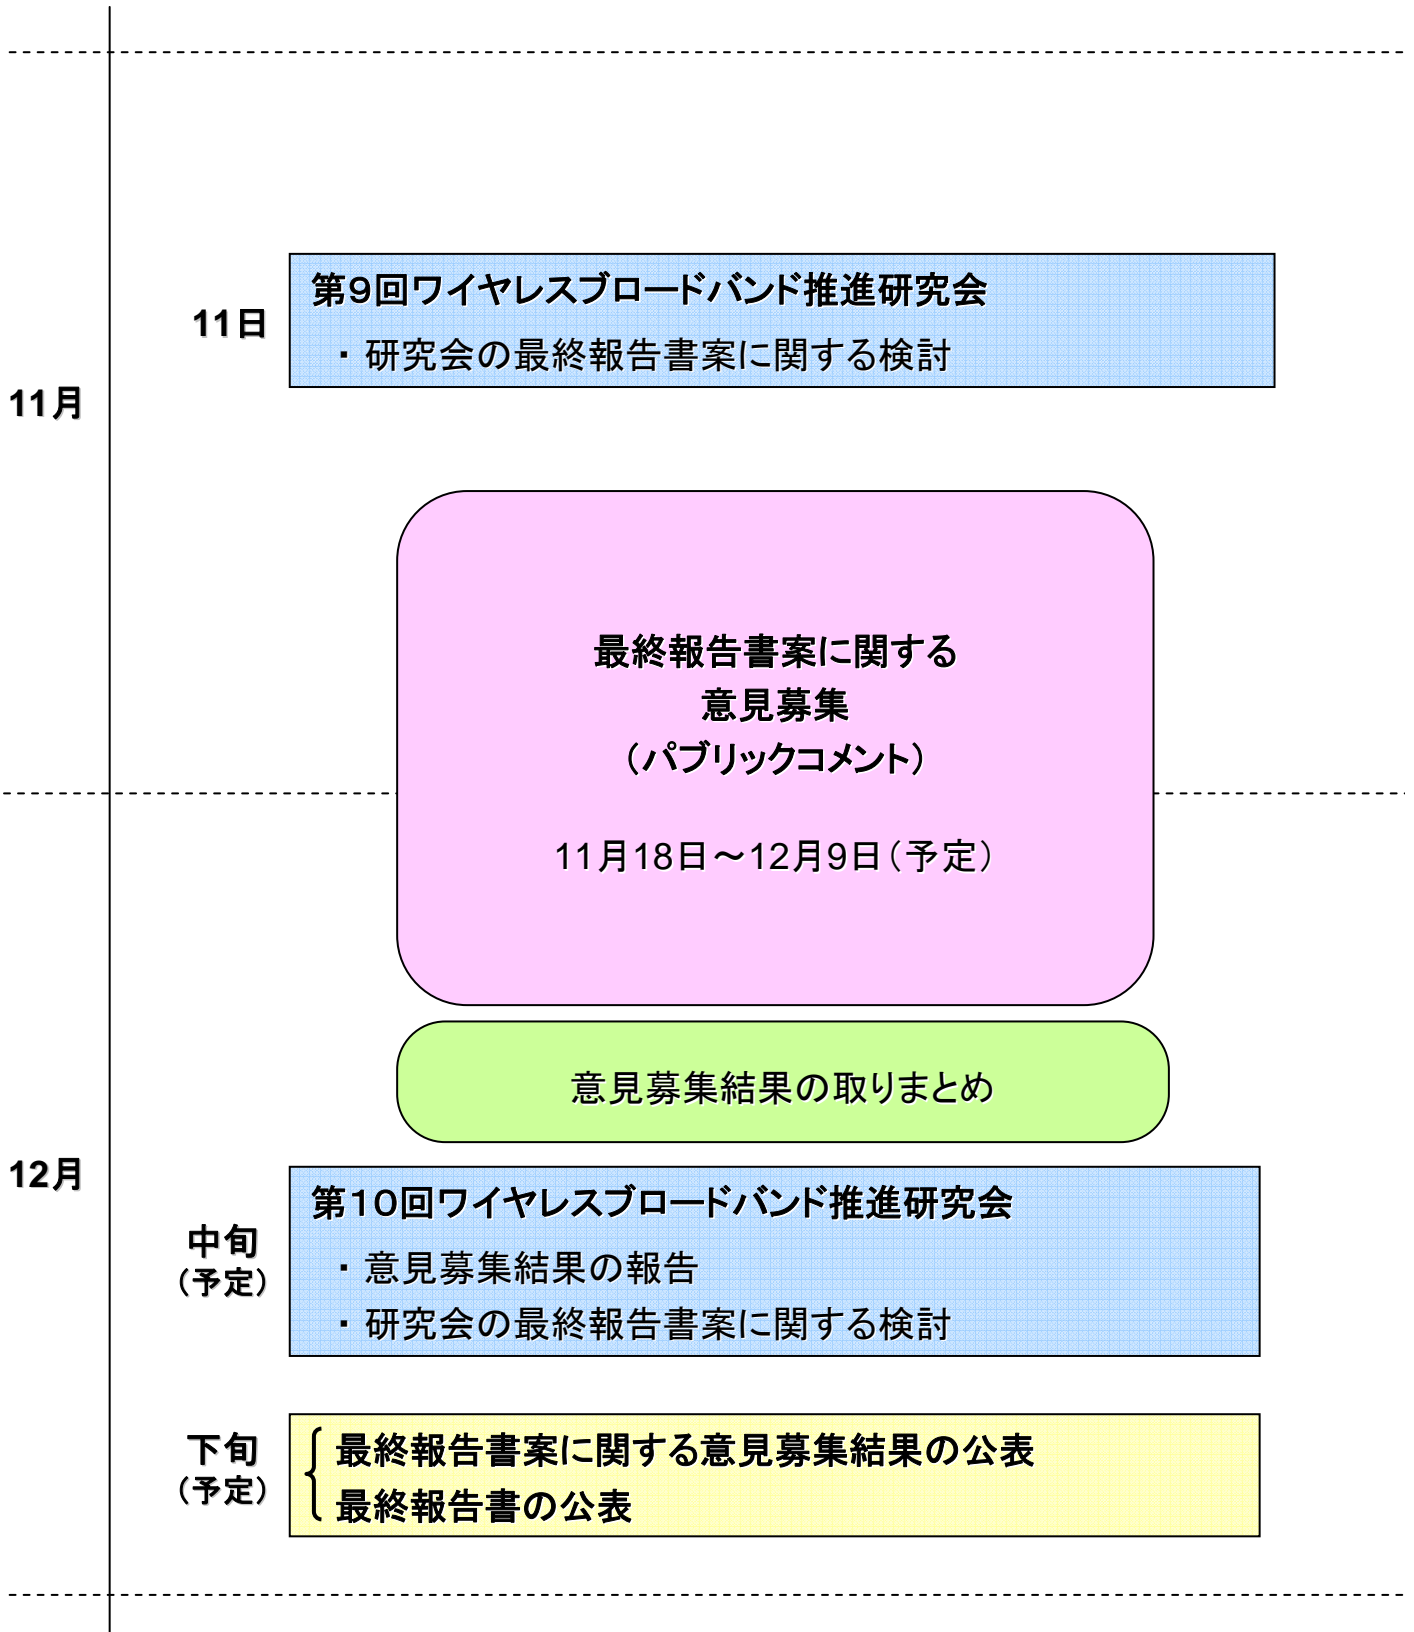 11月
11日
第9回ワイヤレスブロードバンド推進研究会
・ 研究会の最終報告書案に関する検討
最終報告書案に関する
意見募集
（パブリックコメント）
11月18日～12月9日（予定）
意見募集結果の取りまとめ
12月
中旬
（予定）
第10回ワイヤレスブロードバンド推進研究会
・ 意見募集結果の報告
・ 研究会の最終報告書案に関する検討
下旬
（予定）
最終報告書案に関する意見募集結果の公表
最終報告書の公表